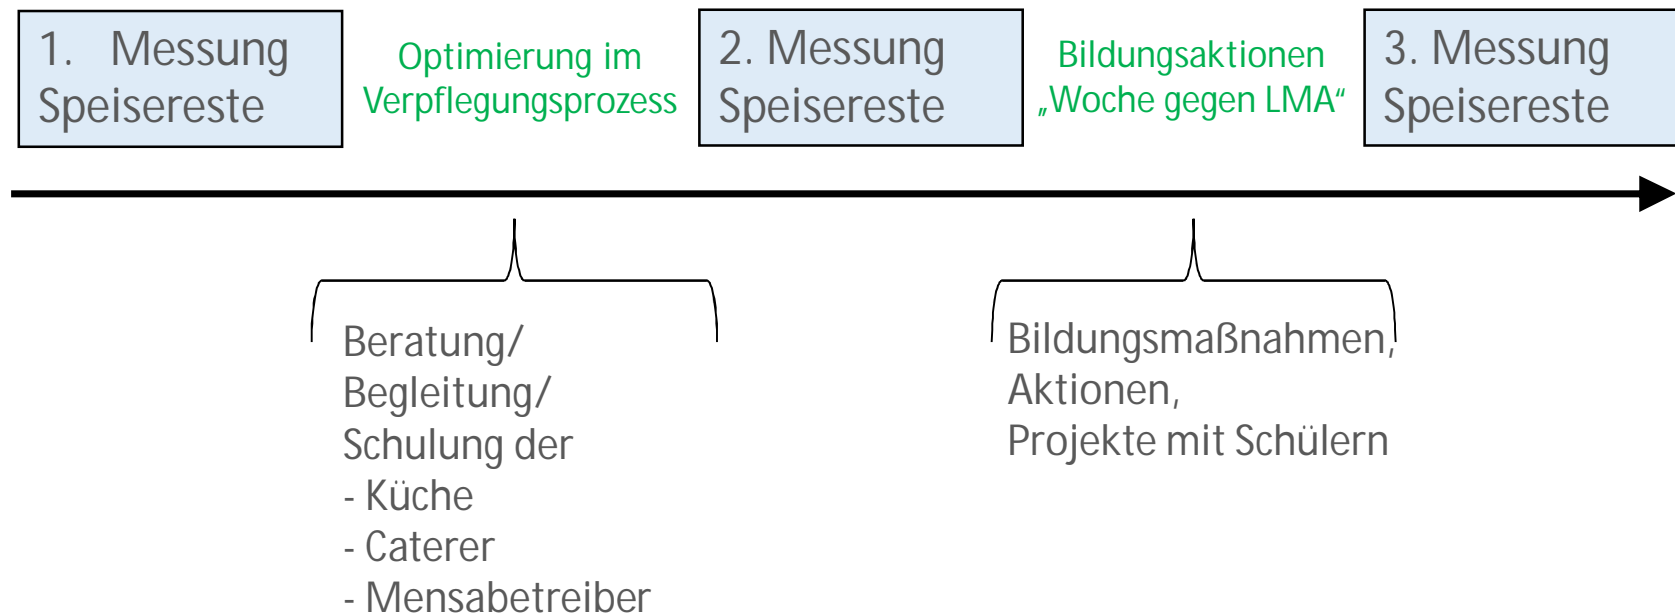 1. Messung
Speisereste
Optimierung im
Verpflegungsprozess
2. Messung
Speisereste
Bildungsaktionen
„Woche gegen LMA“
3. Messung
Speisereste
Beratung/
Begleitung/
Schulung der
- Küche
- Caterer
- Mensabetreiber
Bildungsmaßnahmen,
Aktionen,
Projekte mit Schülern